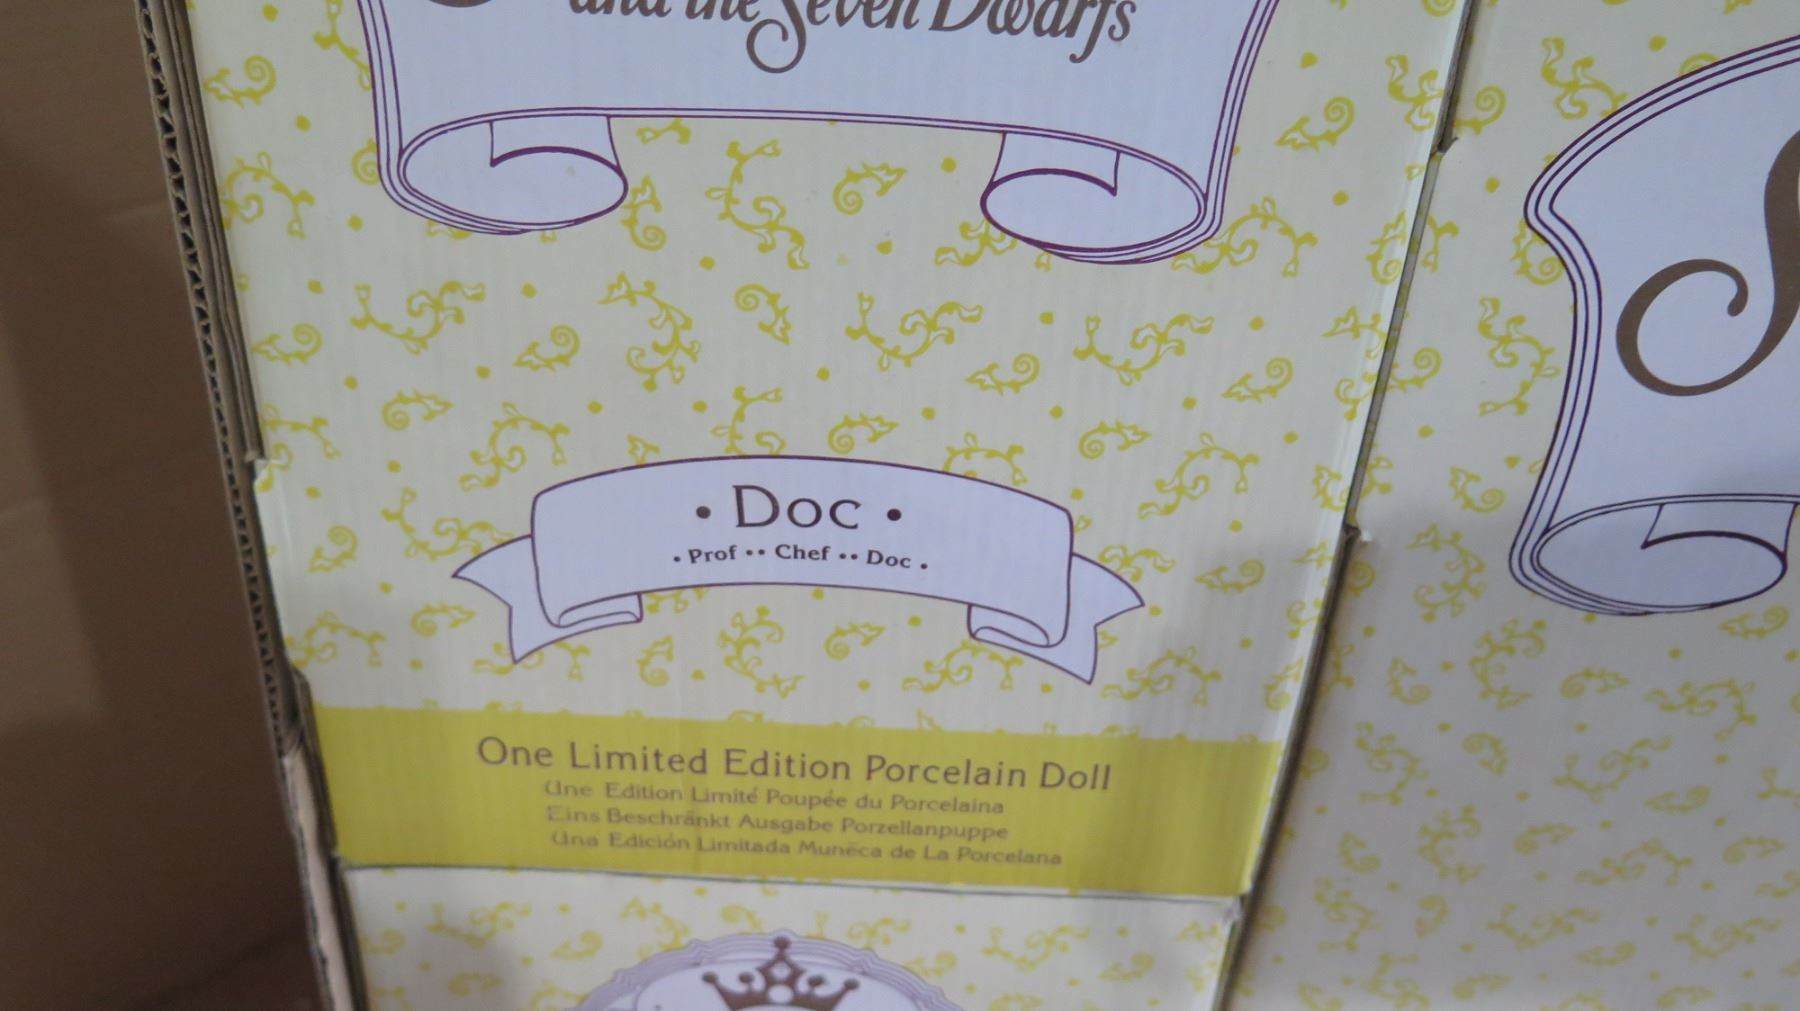 and the Seven Dwarfs
• Doc •
• Prof •• Chef •• Doc •
One Limited Edition Porcelain Doll
Une Edition Limité Poupée du Porcelaina
Eins Beschränkt Ausgabe Porzellanpuppe
Una Edición Limitada Munēca de La Porcelana
S